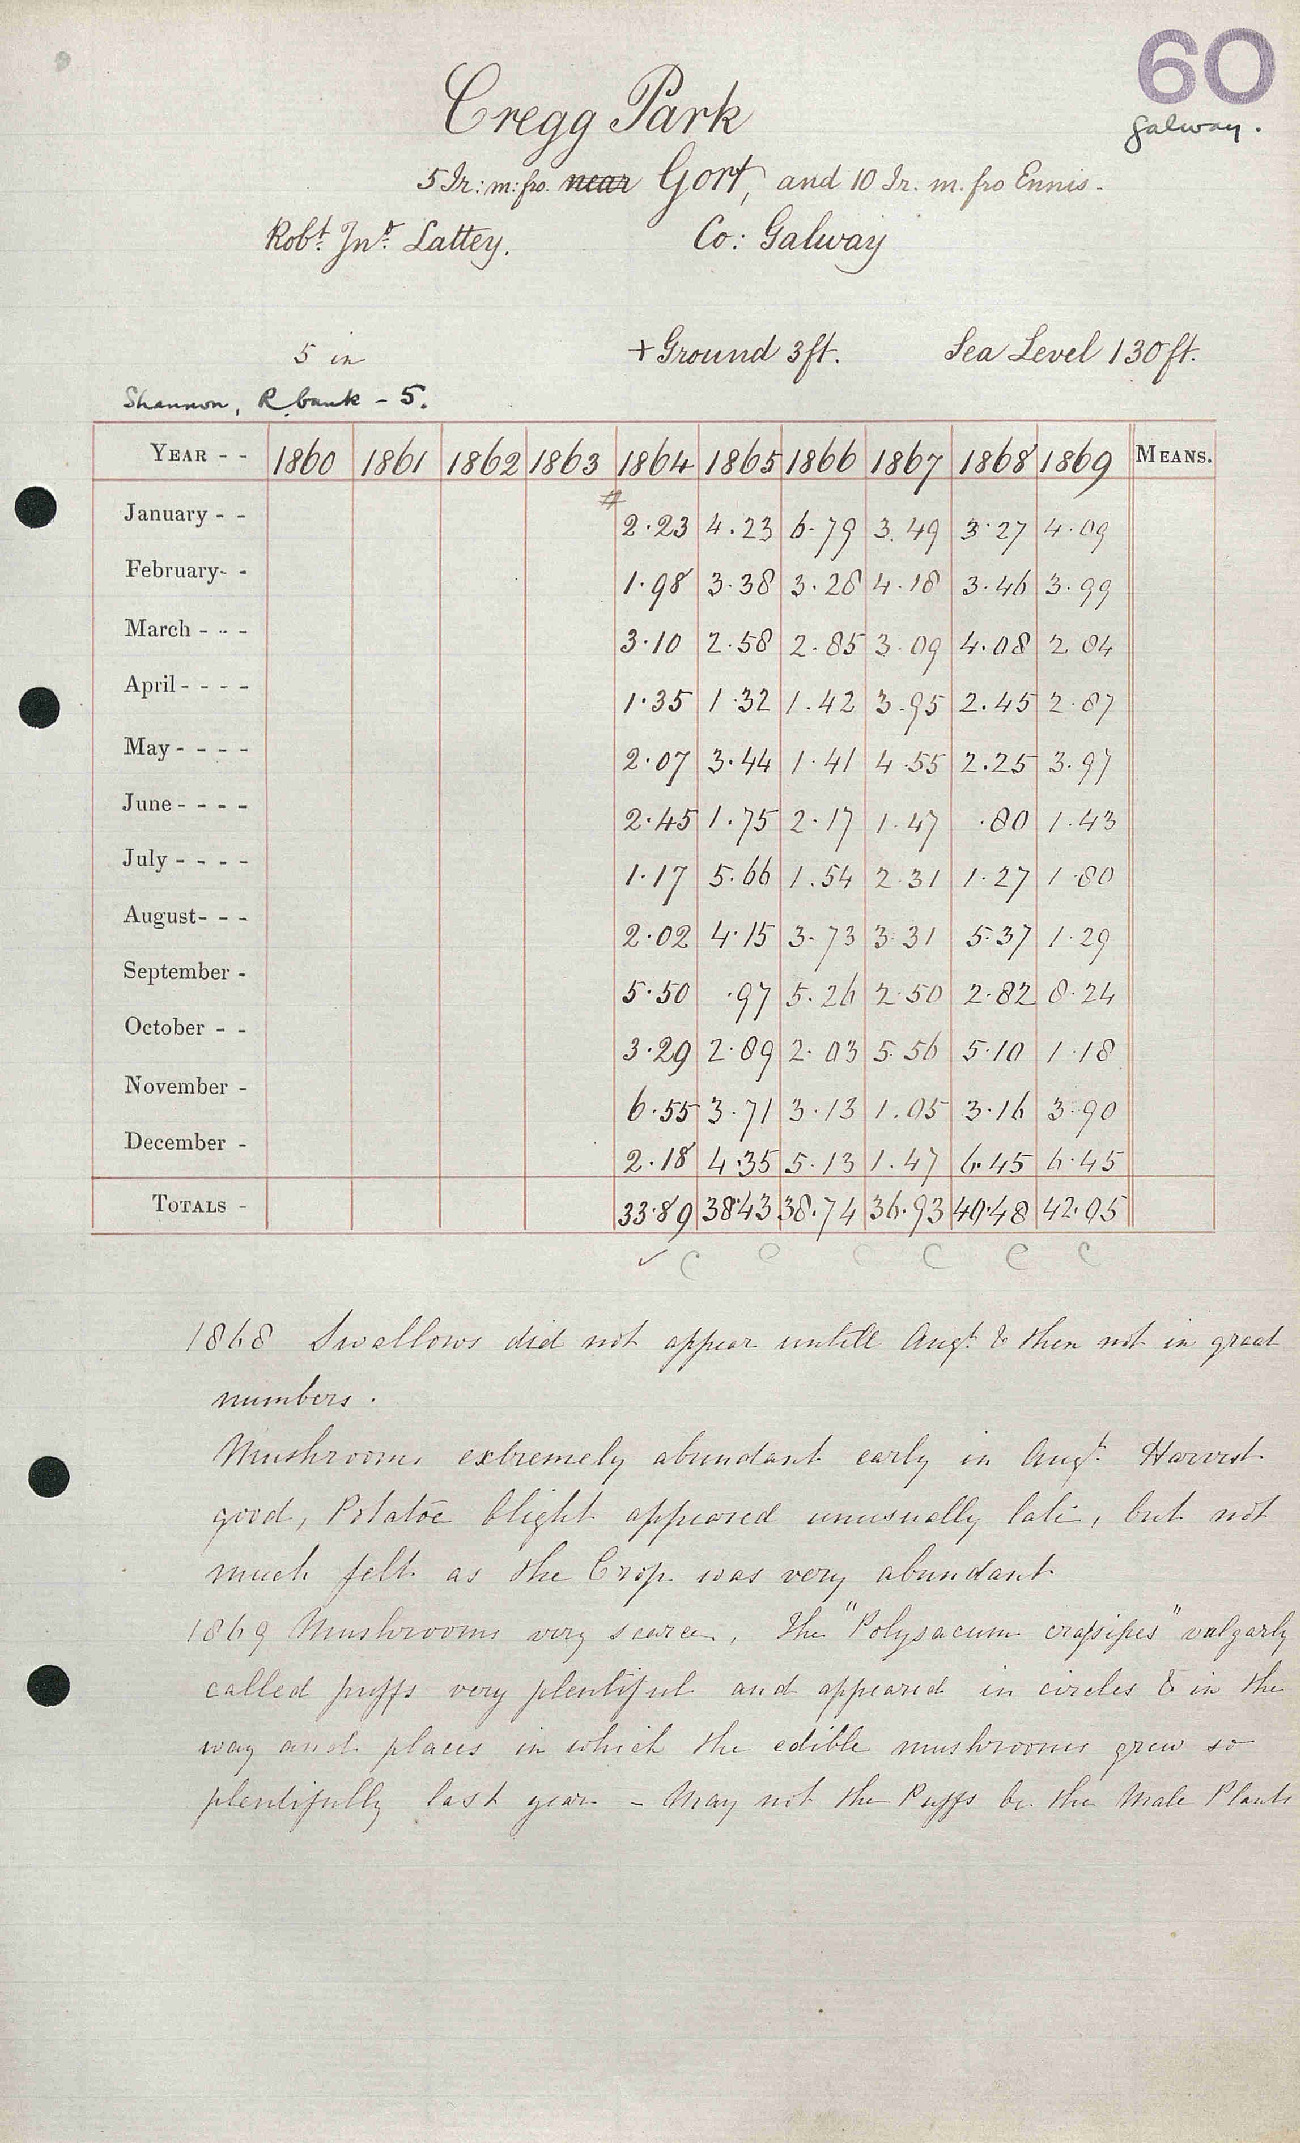 60
Galway.
Cregg Park
5 Ir: m: fro. near Gort, and 10 Ir. m. fro Ennis.
Robt. Jnt. Lattey. Co: Galway
5 in + Ground 3ft. Sea Level 130ft.
Shannon, R bank - 5.
YEAR - - 1860 1861 1862 1863 1864 1865 1866 1867 1868 1869 MEANS.
January - - # 2.23 4.23 6.79 3.49 3.27 4.09
February - - 1.98 3.38 3.28 4.18 3.46 3.99
March - - - 3.10 2.58 2.85 3.09 4.08 2.84
April - - - - 1.35 1.32 1.42 3.95 2.45 2.87
May - - - - 2.07 3.44 1.41 4.55 2.25 3.97
June - - - - 2.45 1.75 2.17 1.47 .80 1.43
July - - - - 1.17 5.66 1.54 2.31 1.27 1.80
August - - - 2.02 4.15 3.73 3.31 5.37 1.29
September - 5.50 .97 5.26 2.50 2.82 8.24
October - - 3.29 2.89 2.03 5.56 5.10 1.18
November - 6.55 3.71 3.13 1.05 3.16 3.90
December - 2.18 4.35 5.13 1.47 6.45 6.45
TOTALS - 33.89 38.43 38.74 36.93 40.48 42.05
✓ C C C C C C
1868 Swallows did not appear untill Augt. & then not in great
numbers.
Mushrooms extremely abundant early in Augt. Harvest
good, Potatoe blight appeared unusually late, but not
much felt as the Crop was very abundant
1869 Mushrooms very scarce, The "Polysacum crassipes" vulgarly
called puffs very plentiful and appeared in circles & in the
way and places in which the edible mushrooms grew so
plentifully last year - May not the Puffs be the Male Plants